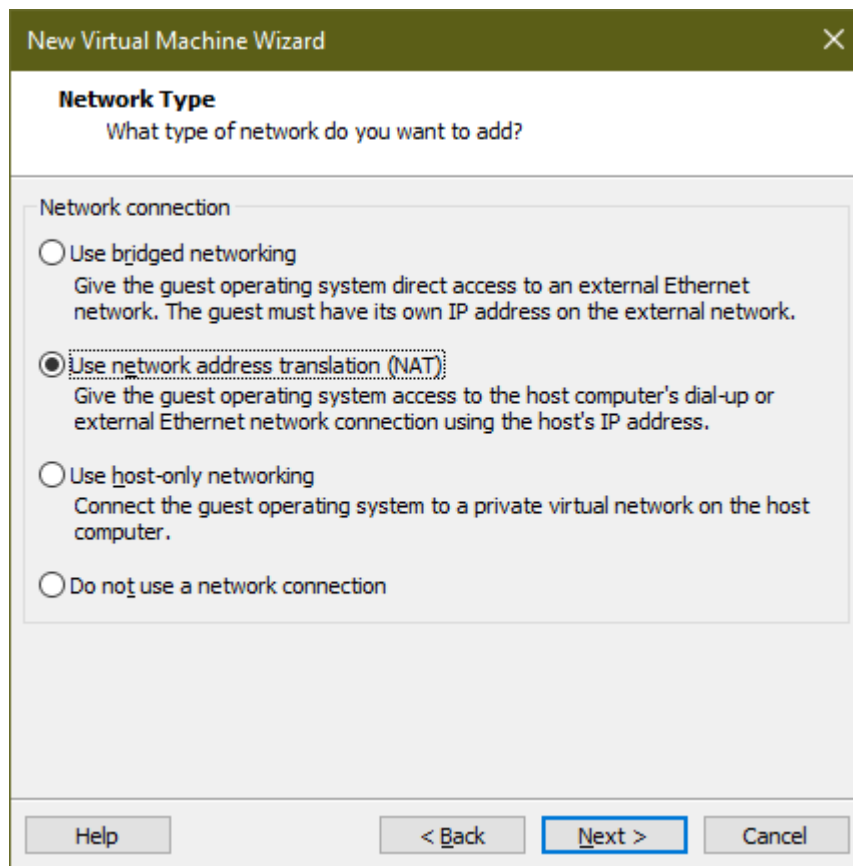 New Virtual Machine Wizard
Network Type
What type of network do you want to add?
Network connection
Use bridged networking
Give the guest operating system direct access to an external Ethernet
network. The guest must have its own IP address on the external network.
Use network address translation (NAT)
Give the guest operating system access to the host computer's dial-up or
external Ethernet network connection using the host's IP address.
Use host-only networking
Connect the guest operating system to a private virtual network on the host
computer.
Do not use a network connection
Help < Back Next > Cancel